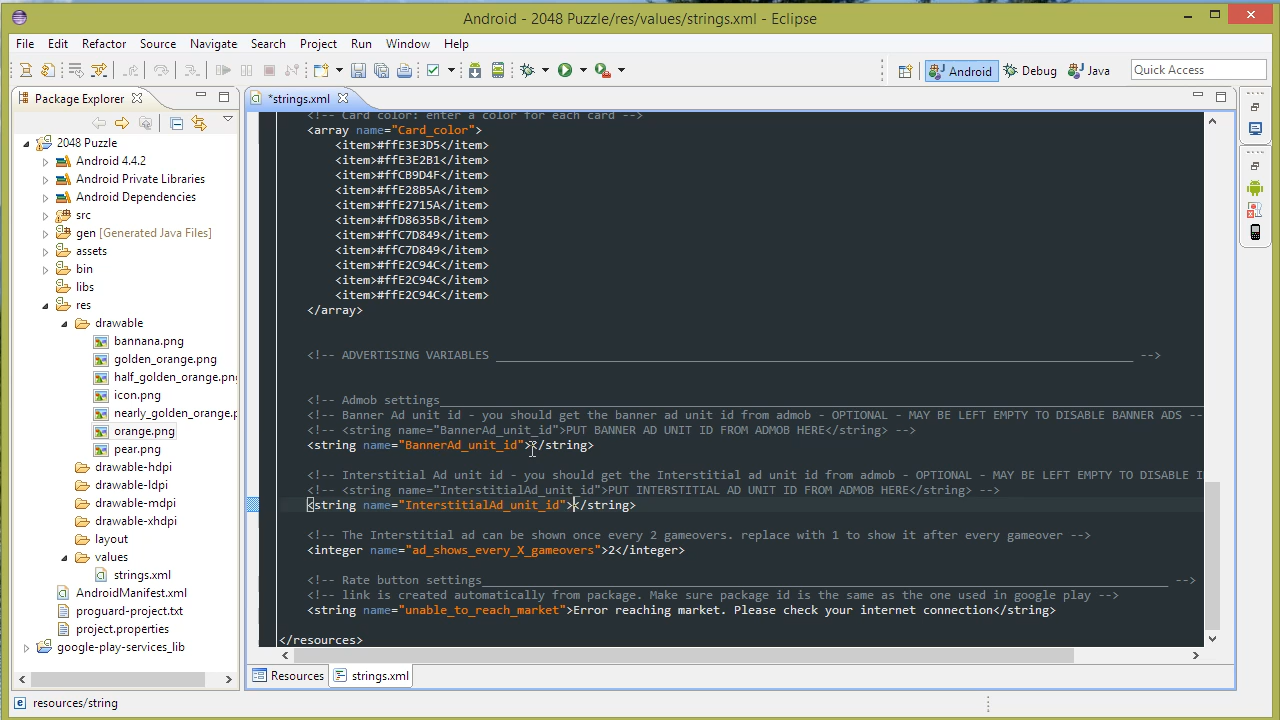 Android - 2048 Puzzle/res/values/strings.xml - Eclipse
File Edit Refactor Source Navigate Search Project Run Window Help
Android Debug Java Quick Access
Package Explorer
*strings.xml
2048 Puzzle
Android 4.4.2
Android Private Libraries
Android Dependencies
src
gen [Generated Java Files]
assets
bin
libs
res
drawable
bannana.png
golden_orange.png
half_golden_orange.png
icon.png
nearly_golden_orange.p
orange.png
pear.png
drawable-hdpi
drawable-ldpi
drawable-mdpi
drawable-xhdpi
layout
values
strings.xml
AndroidManifest.xml
proguard-project.txt
project.properties
google-play-services_lib
<!-- Card color: enter a color for each card -->
<array name="Card_color">
<item>#ffE3E3D5</item>
<item>#ffE3E2B1</item>
<item>#ffCB9D4F</item>
<item>#ffE28B5A</item>
<item>#ffE2715A</item>
<item>#ffD8635B</item>
<item>#ffC7D849</item>
<item>#ffC7D849</item>
<item>#ffE2C94C</item>
<item>#ffE2C94C</item>
<item>#ffE2C94C</item>
</array>
<!-- ADVERTISING VARIABLES ___________________________________________________________________________________________ -->
<!-- Admob settings______________________________________________________________________________________________________________
<!-- Banner Ad unit id - you should get the banner ad unit id from admob - OPTIONAL - MAY BE LEFT EMPTY TO DISABLE BANNER ADS --
<!-- <string name="BannerAd_unit_id">PUT BANNER AD UNIT ID FROM ADMOB HERE</string> -->
<string name="BannerAd_unit_id"></string>
<!-- Interstitial Ad unit id - you should get the Interstitial ad unit id from admob - OPTIONAL - MAY BE LEFT EMPTY TO DISABLE I
<!-- <string name="InterstitialAd_unit_id">PUT INTERSTITIAL AD UNIT ID FROM ADMOB HERE</string> -->
<string name="InterstitialAd_unit_id"></string>
<!-- The Interstitial ad can be shown once every 2 gameovers. replace with 1 to show it after every gameover -->
<integer name="ad_shows_every_X_gameovers">2</integer>
<!-- Rate button settings__________________________________________________________________________________________________ -->
<!-- link is created automatically from package. Make sure package id is the same as the one used in google play -->
<string name="unable_to_reach_market">Error reaching market. Please check your internet connection</string>
</resources>
Resources strings.xml
resources/string